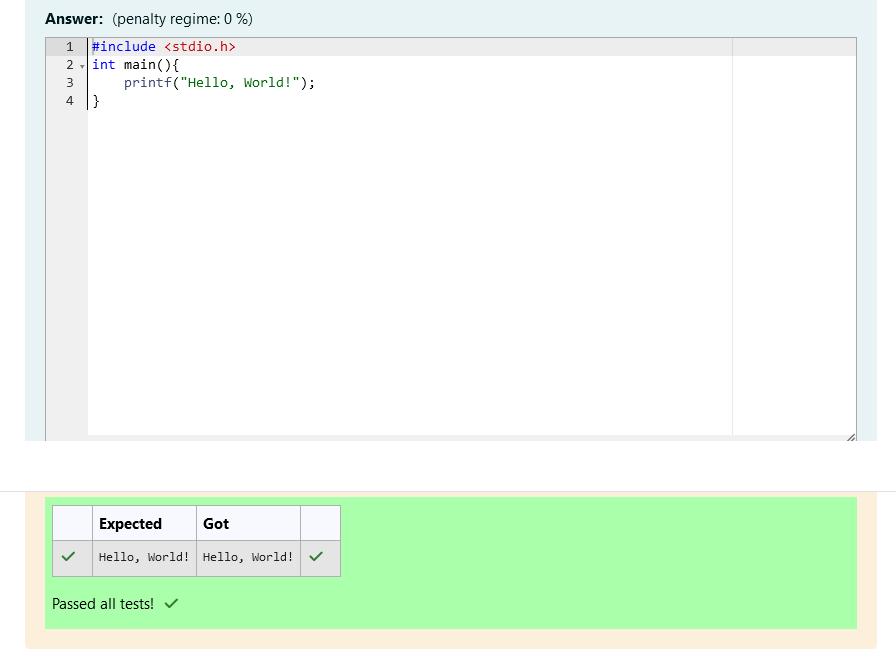 Answer: (penalty regime: 0 %)
1 #include <stdio.h>
2 int main(){
3     printf("Hello, World!");
4 }
Expected Got
Hello, World! Hello, World!
Passed all tests!